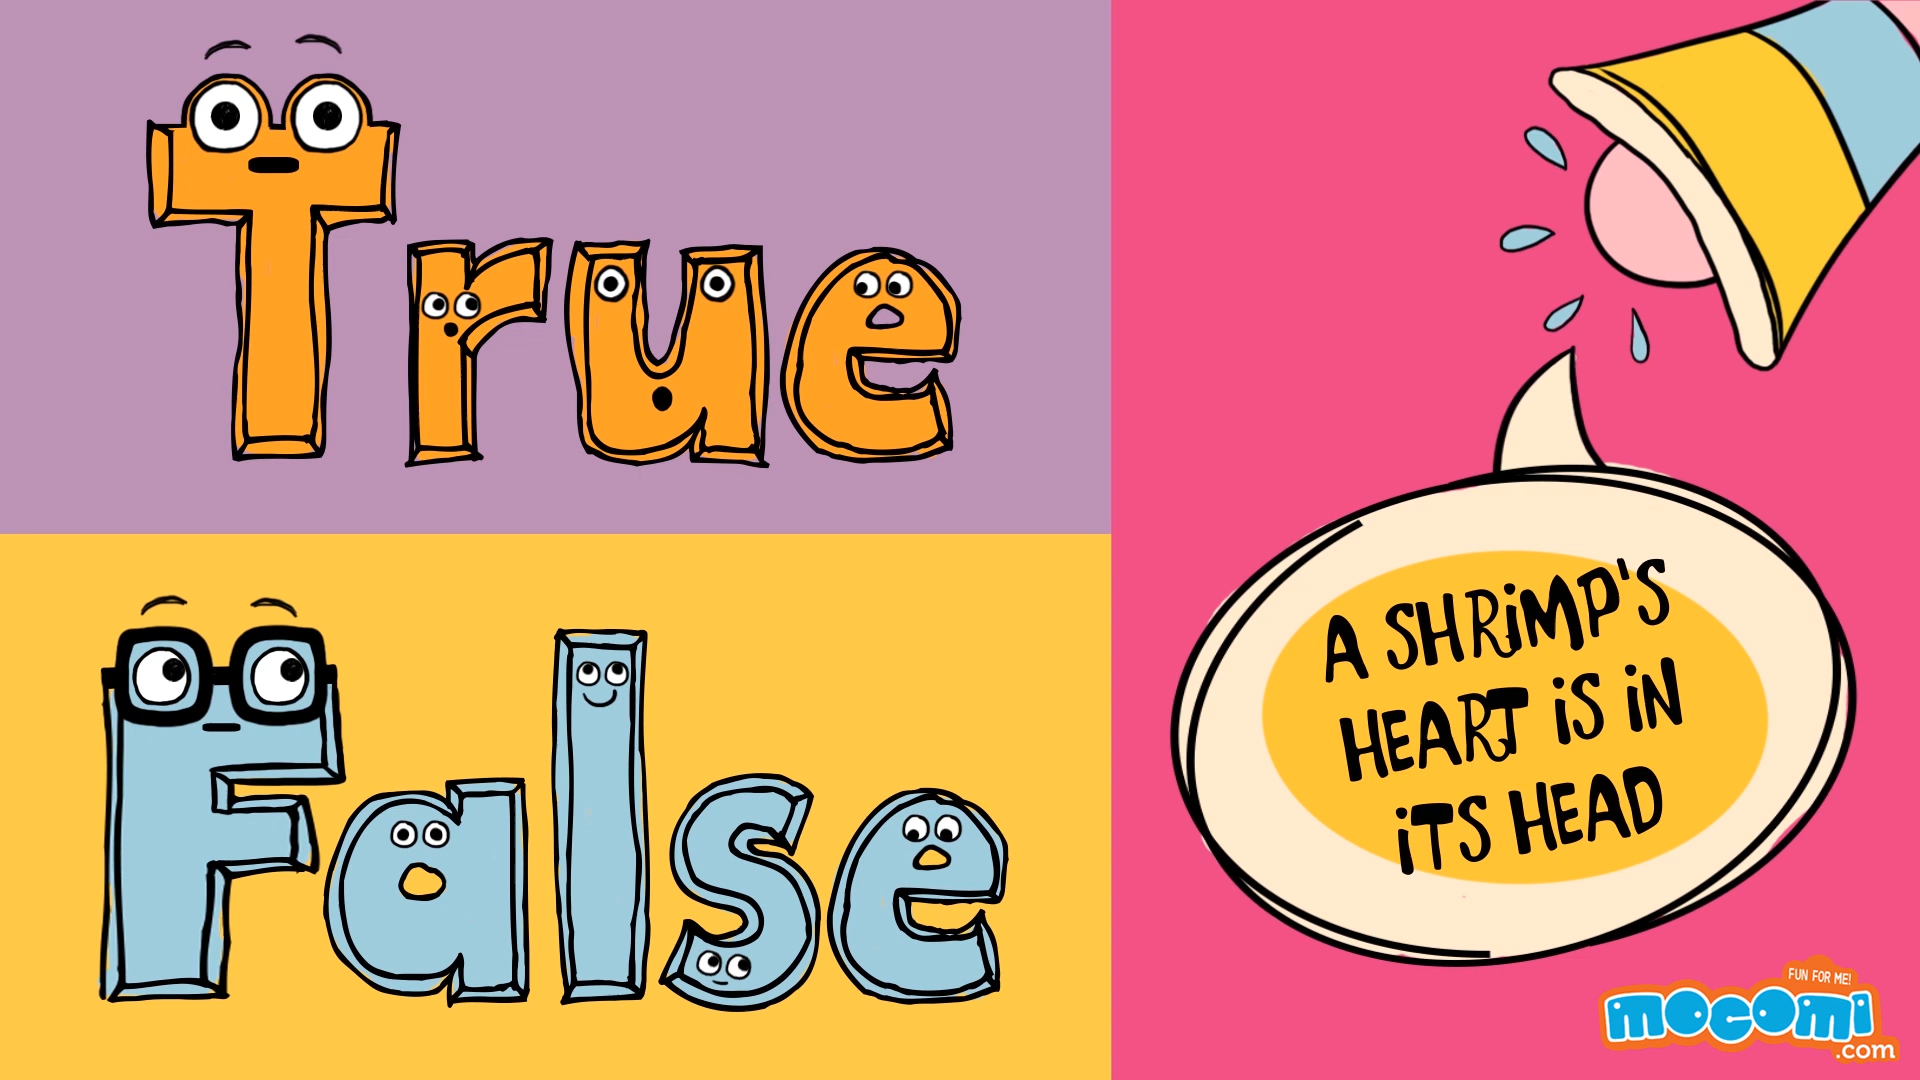 True
False
A SHRiMP'S
HEART iS iN
iTS HEAD
FUN FOR ME!
mocomi
.com